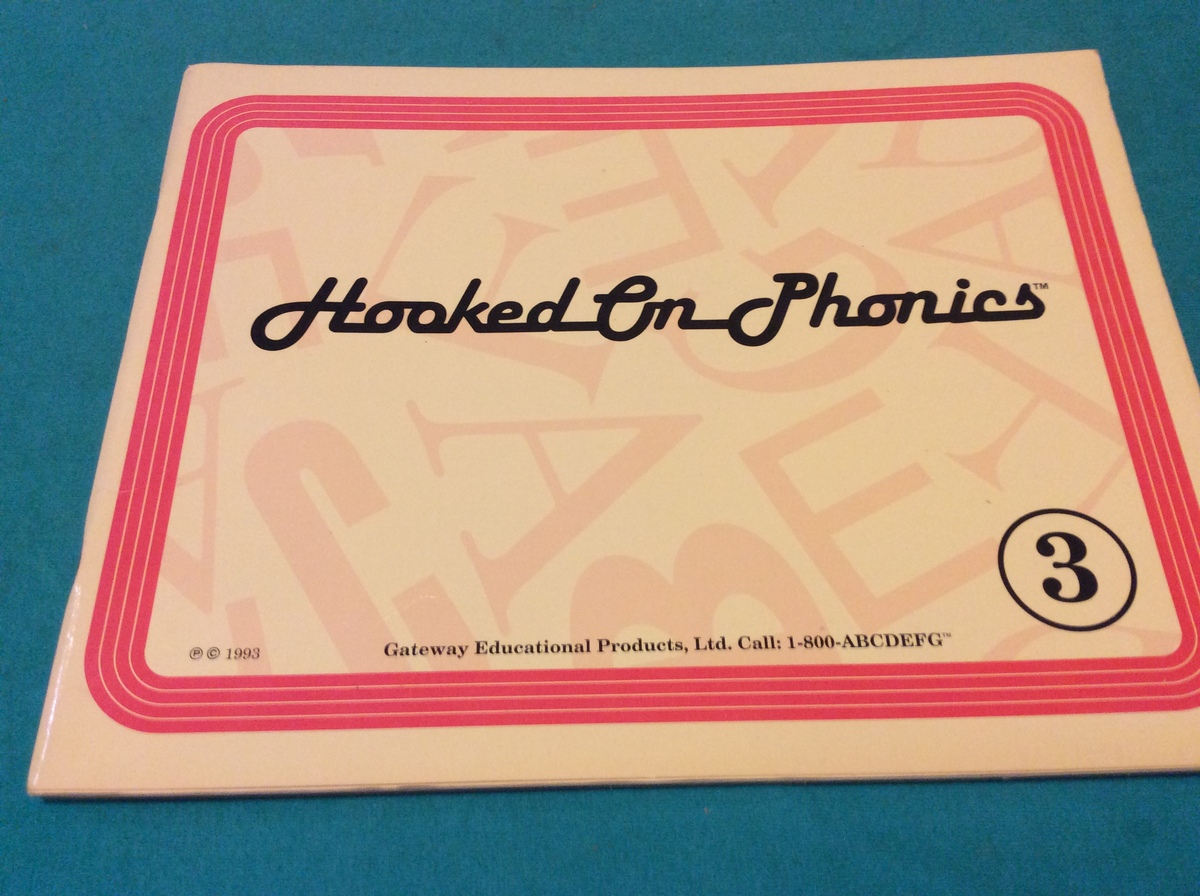 Hooked On Phonics™
3
℗ © 1993
Gateway Educational Products, Ltd. Call: 1-800-ABCDEFG™